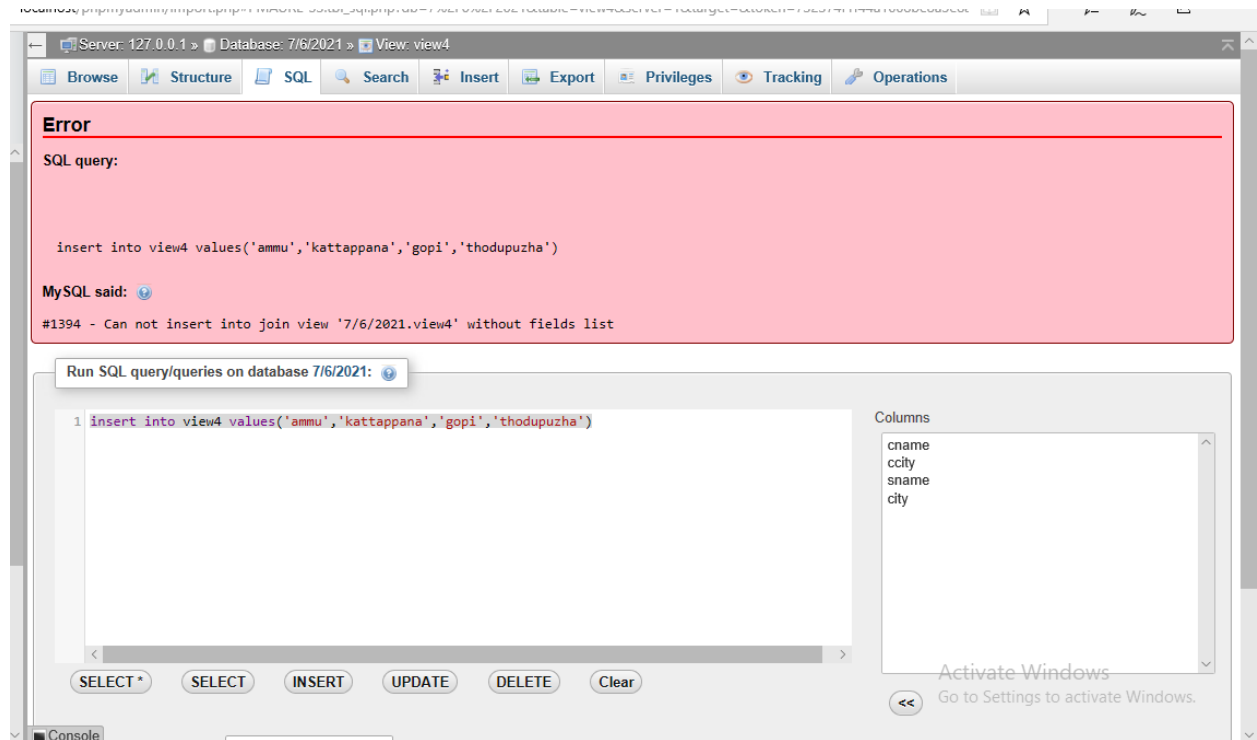 Server: 127.0.0.1 » Database: 7/6/2021 » View: view4
Browse Structure SQL Search Insert Export Privileges Tracking Operations
Error
SQL query:
insert into view4 values('ammu','kattappana','gopi','thodupuzha')
MySQL said:
#1394 - Can not insert into join view '7/6/2021.view4' without fields list
Run SQL query/queries on database 7/6/2021:
1 insert into view4 values('ammu','kattappana','gopi','thodupuzha')
Columns
cname
ccity
sname
city
SELECT * SELECT INSERT UPDATE DELETE Clear
<<
Activate Windows
Go to Settings to activate Windows.
Console